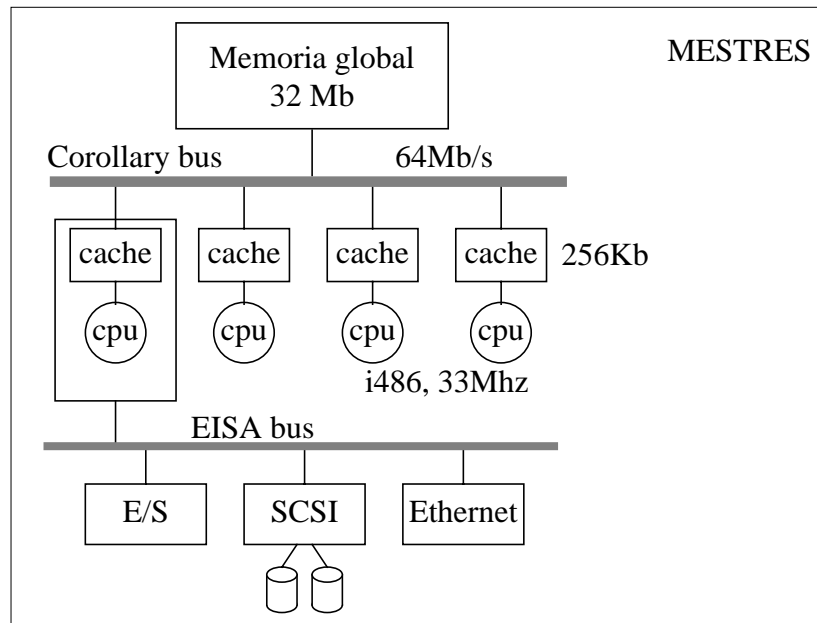 MESTRES
Memoria global
32 Mb
Corollary bus 64Mb/s
cache cache cache cache 256Kb
cpu cpu cpu cpu
i486, 33Mhz
EISA bus
E/S SCSI Ethernet